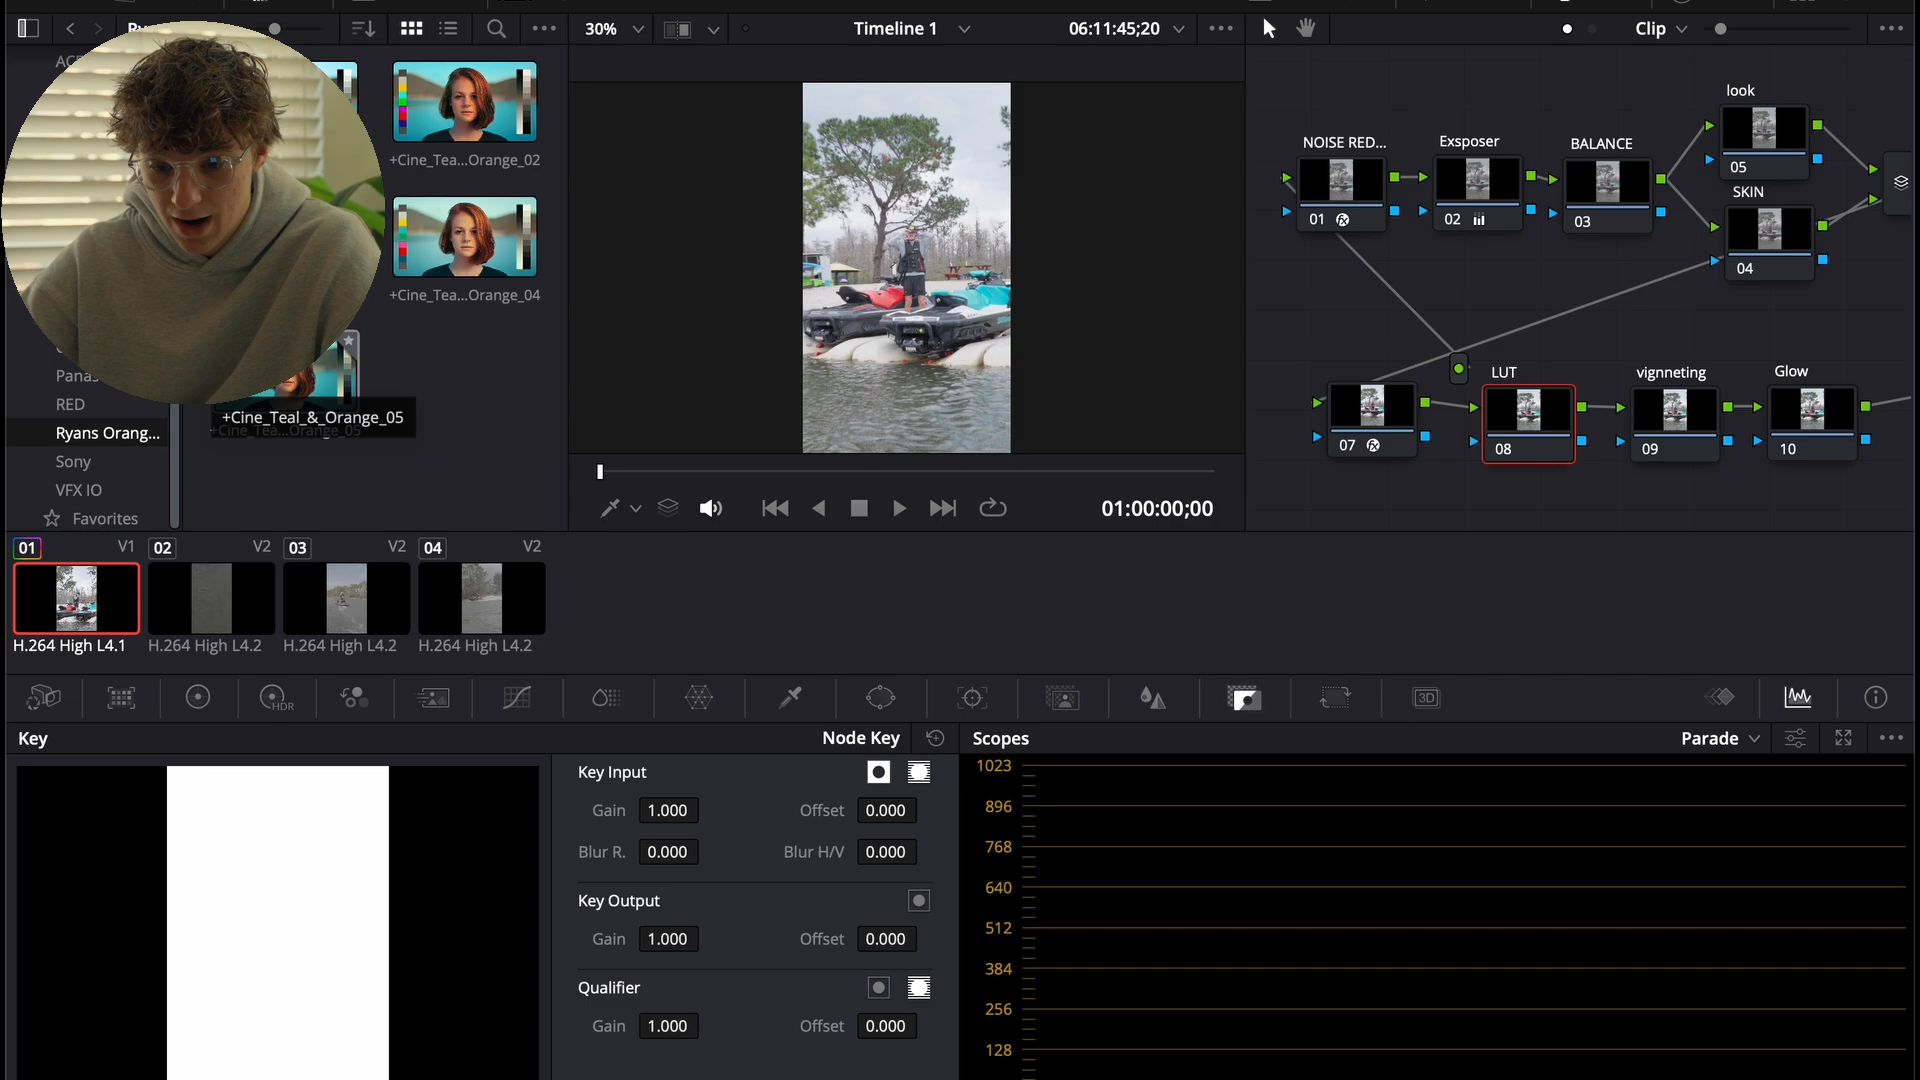 Ry
30%
Timeline 1
06:11:45;20
Clip
+Cine_Tea...Orange_02
+Cine_Tea...Orange_04
+Cine_Teal_&_Orange_05
+Cine_Tea...Orange_05
Panas
RED
Ryans Orang...
Sony
VFX IO
Favorites
look
NOISE RED...
Exsposer
BALANCE
01
02
03
05
SKIN
04
LUT
vignneting
Glow
07
08
09
10
01:00:00;00
01 V1
02 V2
03 V2
04 V2
H.264 High L4.1
H.264 High L4.2
H.264 High L4.2
H.264 High L4.2
HDR
3D
Key
Node Key
Key Input
Gain 1.000 Offset 0.000
Blur R. 0.000 Blur H/V 0.000
Key Output
Gain 1.000 Offset 0.000
Qualifier
Gain 1.000 Offset 0.000
Scopes
Parade
1023
896
768
640
512
384
256
128